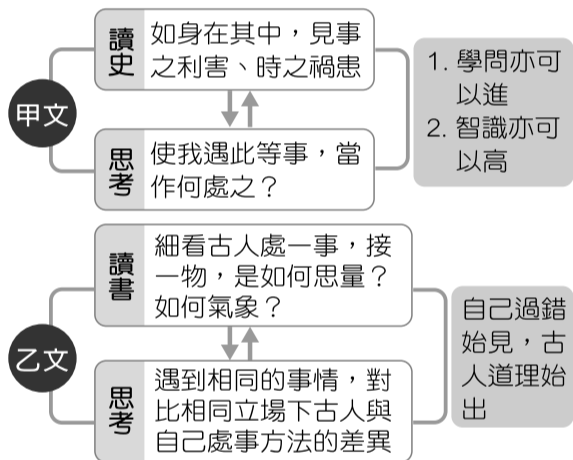 甲文
讀史
如身在其中，見事
之利害、時之禍患
思考
使我遇此等事，當
作何處之？
1. 學問亦可
以進
2. 智識亦可
以高
乙文
讀書
細看古人處一事，接
一物，是如何思量？
如何氣象？
思考
遇到相同的事情，對
比相同立場下古人與
自己處事方法的差異
自己過錯
始見，古
人道理始
出